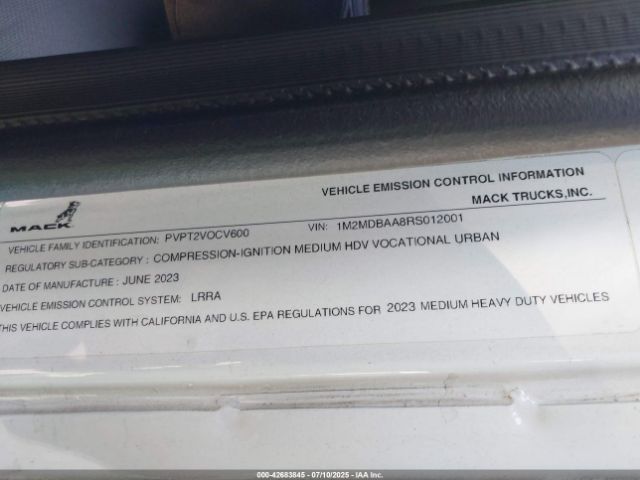 VEHICLE EMISSION CONTROL INFORMATION
MACK TRUCKS,INC.
MACK
VEHICLE FAMILY IDENTIFICATION: PVPT2VOCV600 VIN: 1M2MDBAA8RS012001
REGULATORY SUB-CATEGORY : COMPRESSION-IGNITION MEDIUM HDV VOCATIONAL URBAN
DATE OF MANUFACTURE : JUNE 2023
VEHICLE EMISSION CONTROL SYSTEM: LRRA
THIS VEHICLE COMPLIES WITH CALIFORNIA AND U.S. EPA REGULATIONS FOR 2023 MEDIUM HEAVY DUTY VEHICLES
000-42683845 - 07/10/2025 - IAA Inc.